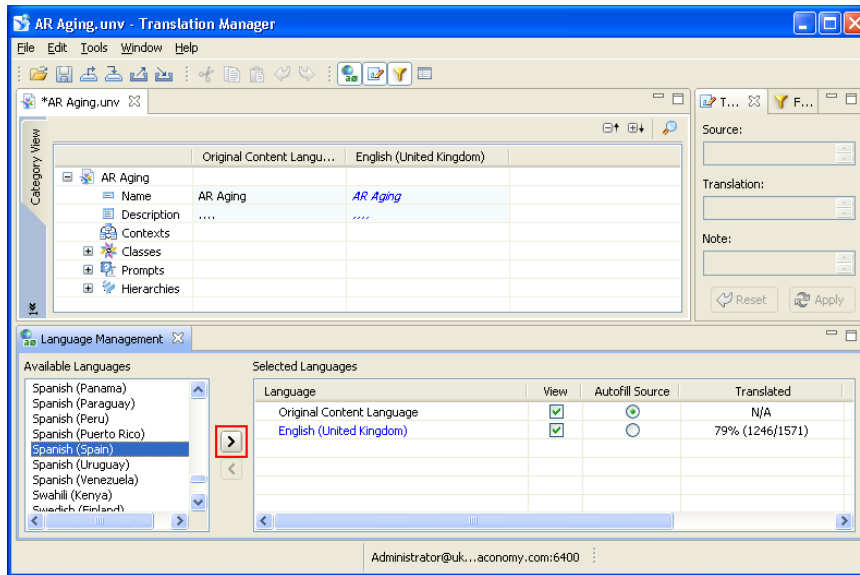 AR Aging.unv - Translation Manager
File Edit Tools Window Help
*AR Aging.unv
T... F...
Category View
Original Content Langu... English (United Kingdom)
AR Aging
Name AR Aging AR Aging
Description .... ,,,,
Contexts
Classes
Prompts
Hierarchies
Source:
Translation:
Note:
Reset Apply
Language Management
Available Languages
Spanish (Panama)
Spanish (Paraguay)
Spanish (Peru)
Spanish (Puerto Rico)
Spanish (Spain)
Spanish (Uruguay)
Spanish (Venezuela)
Swahili (Kenya)
Swedish (Finland)
Selected Languages
Language View Autofill Source Translated
Original Content Language N/A
English (United Kingdom) 79% (1246/1571)
Administrator@uk...aconomy.com:6400